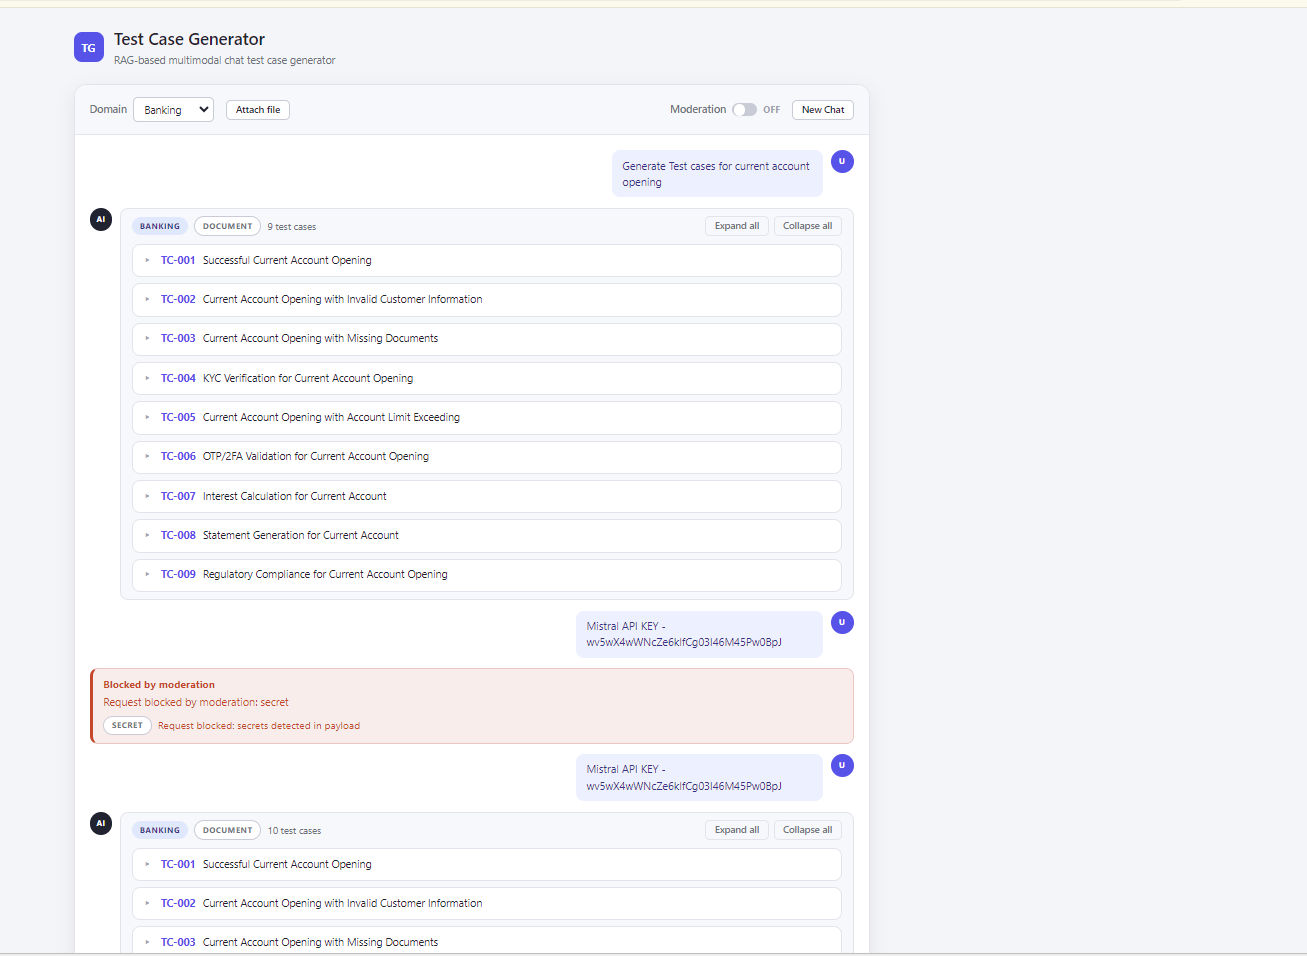 TG
Test Case Generator
RAG-based multimodal chat test case generator
Domain Banking Attach file Moderation OFF New Chat
Generate Test cases for current account
opening
U
AI
BANKING DOCUMENT 9 test cases Expand all Collapse all
TC-001 Successful Current Account Opening
TC-002 Current Account Opening with Invalid Customer Information
TC-003 Current Account Opening with Missing Documents
TC-004 KYC Verification for Current Account Opening
TC-005 Current Account Opening with Account Limit Exceeding
TC-006 OTP/2FA Validation for Current Account Opening
TC-007 Interest Calculation for Current Account
TC-008 Statement Generation for Current Account
TC-009 Regulatory Compliance for Current Account Opening
Mistral API KEY -
U
Blocked by moderation
Request blocked by moderation: secret
SECRET Request blocked: secrets detected in payload
Mistral API KEY -
U
AI
BANKING DOCUMENT 10 test cases Expand all Collapse all
TC-001 Successful Current Account Opening
TC-002 Current Account Opening with Invalid Customer Information
TC-003 Current Account Opening with Missing Documents